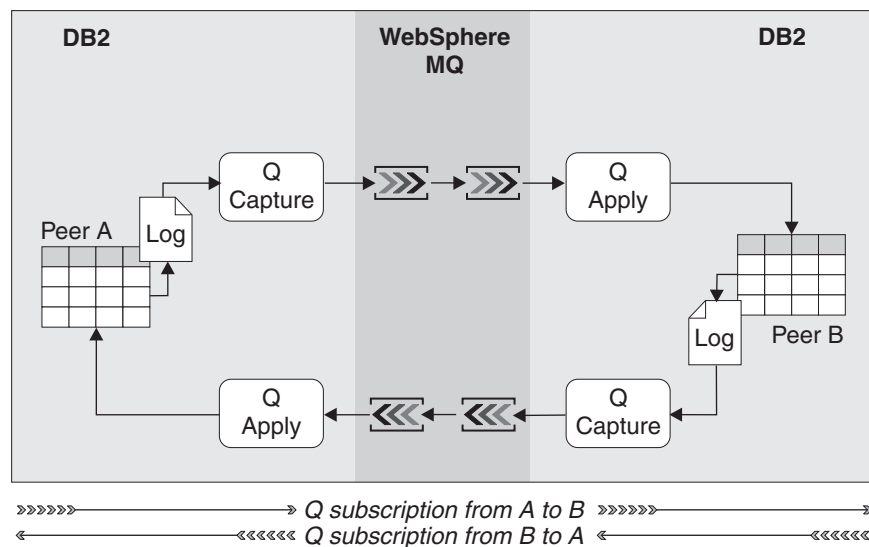 DB2
WebSphere
MQ
DB2
Q
Capture
Q
Apply
Peer A
Log
Log
Peer B
Q
Apply
Q
Capture
Q subscription from A to B
Q subscription from B to A